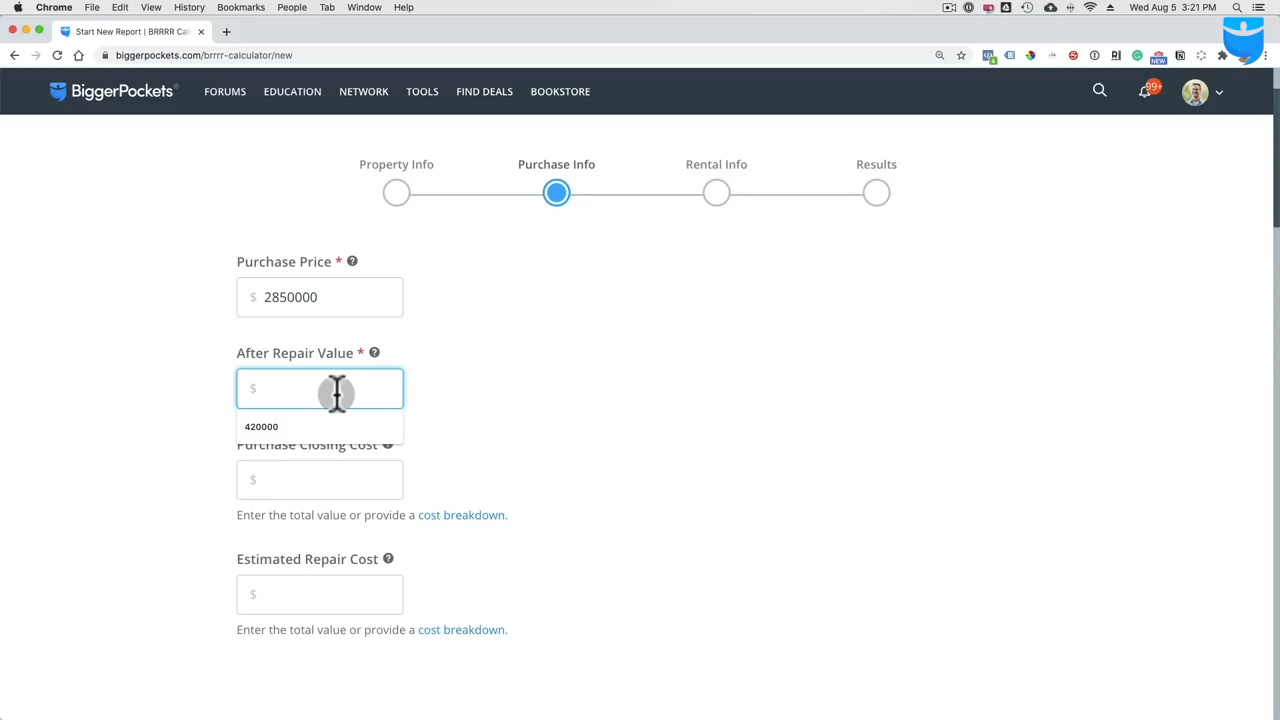 Chrome File Edit View History Bookmarks People Tab Window Help Wed Aug 5 3:21 PM
Start New Report | BRRRR Cal
biggerpockets.com/brrrr-calculator/new
NEW
BiggerPockets FORUMS EDUCATION NETWORK TOOLS FIND DEALS BOOKSTORE 99+
Property Info Purchase Info Rental Info Results
Purchase Price *
$ 2850000
After Repair Value *
$
420000
Purchase Closing Cost
$
Enter the total value or provide a cost breakdown.
Estimated Repair Cost
$
Enter the total value or provide a cost breakdown.